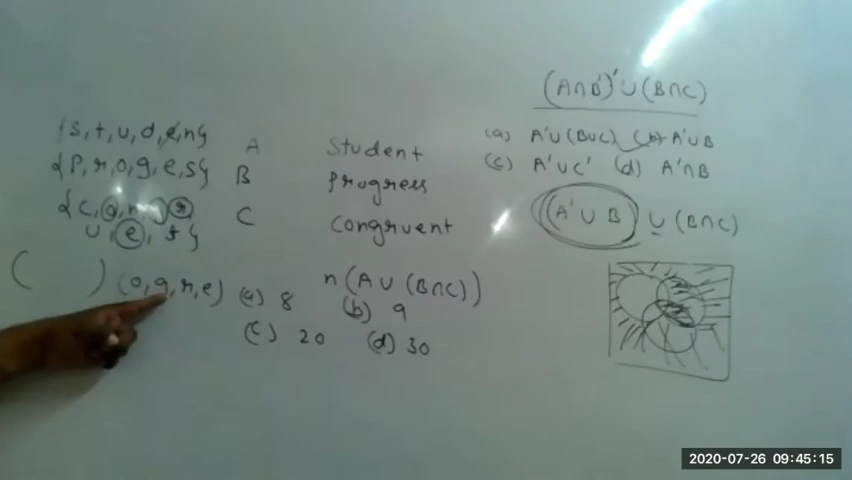 (A∩B')'∪(B∩C)
(a) A'∪(B∪C) (b) A'∪B
(c) A'∪C' (d) A'∩B
(A'∪B) ∪ (B∩C)
{s,t,u,d,e,n} A Student
{P,r,o,g,e,s} B Progress
{c,o,n,g,r, C Congruent
u,e,t}
( ) (o,g,r,e)
n(A∪(B∩C))
(a) 8 (b) 9
(c) 20 (d) 30
2020-07-26 09:45:15